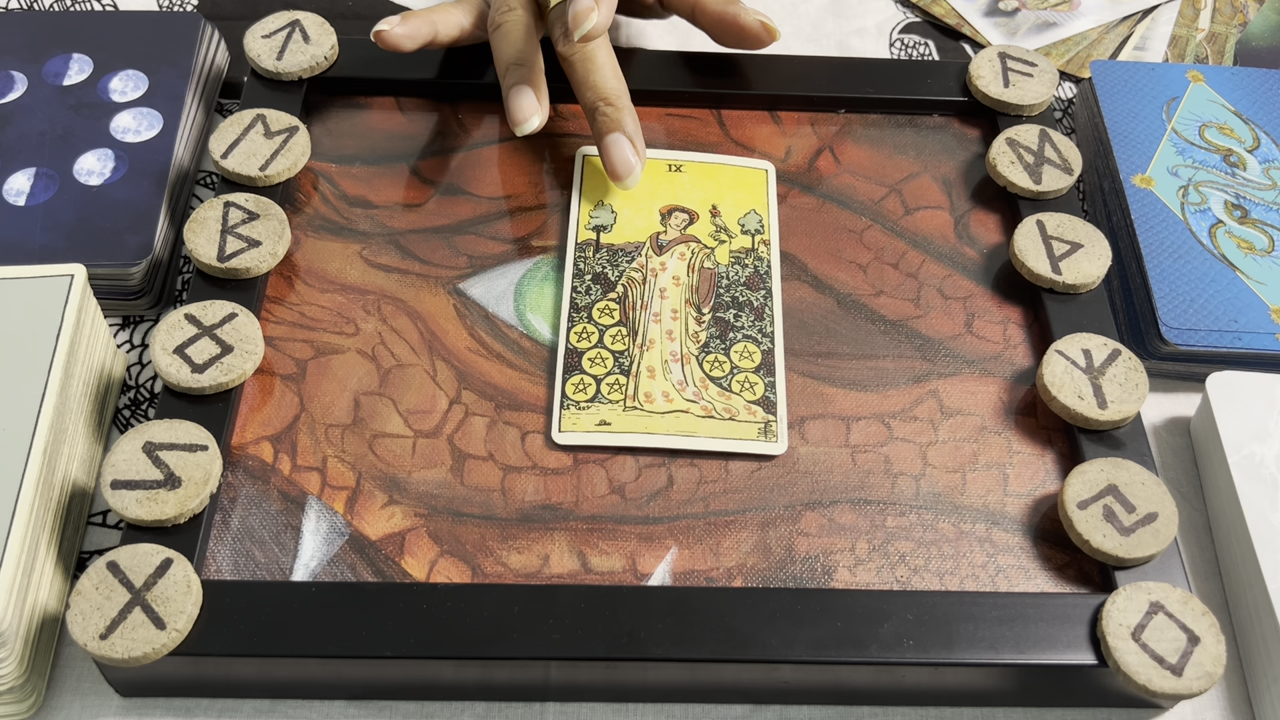 ᛏ
ᚨ
ᛖ
ᛞ
IX
ᛒ
ᚦ
ᛟ
ᛉ
ᛊ
ᛃ
ᚷ
ᛜ